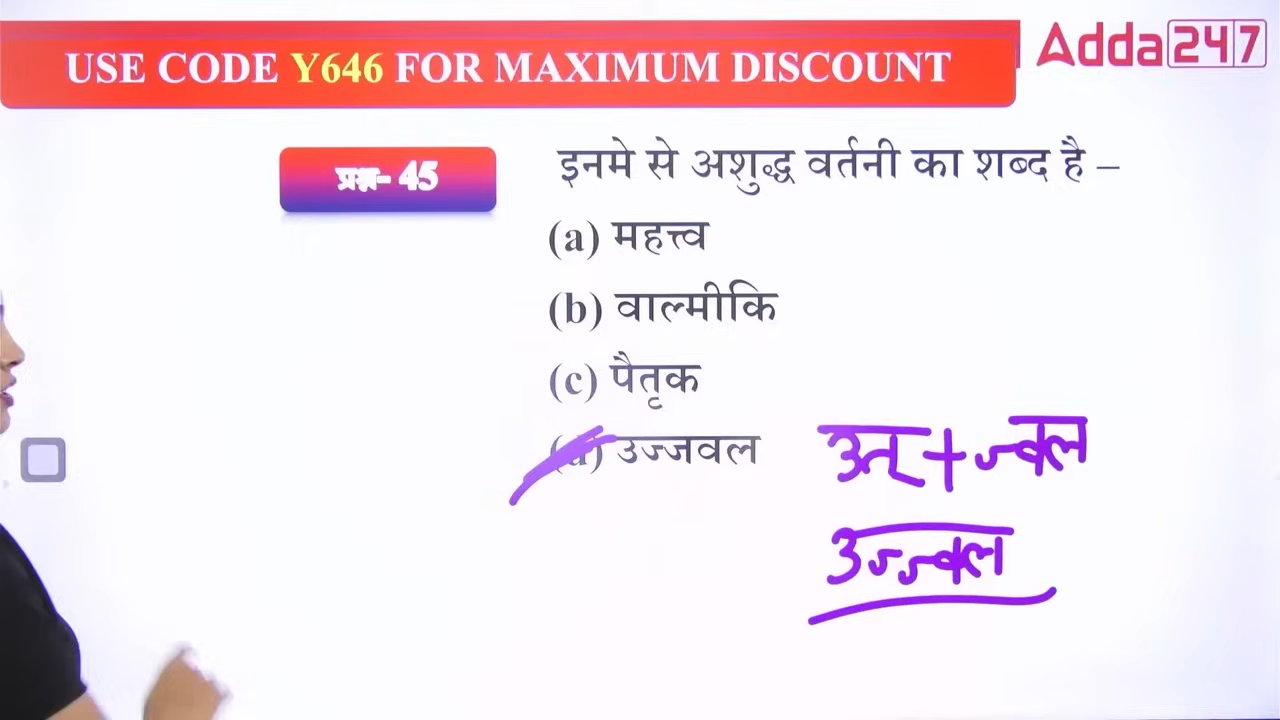 USE CODE Y646 FOR MAXIMUM DISCOUNT
Adda247
प्रश्न- 45
इनमे से अशुद्ध वर्तनी का शब्द है –
(a) महत्त्व
(b) वाल्मीकि
(c) पैतृक
(d) उज्जवल
उत् + ज्वल
उज्ज्वल